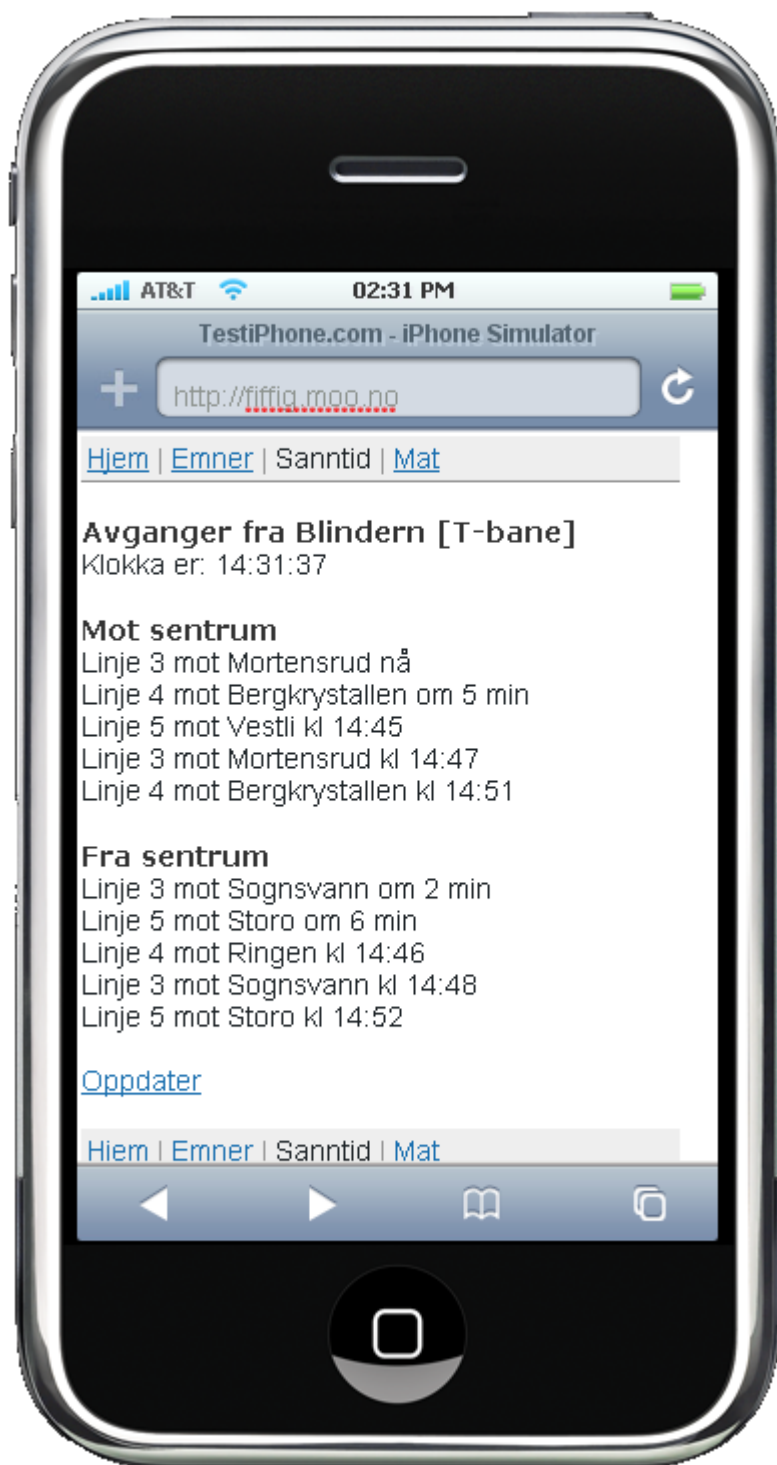 AT&T 02:31 PM
TestiPhone.com - iPhone Simulator
http://fiffig.moo.no
Hjem | Emner | Sanntid | Mat
Avganger fra Blindern [T-bane]
Klokka er: 14:31:37
Mot sentrum
Linje 3 mot Mortensrud nå
Linje 4 mot Bergkrystallen om 5 min
Linje 5 mot Vestli kl 14:45
Linje 3 mot Mortensrud kl 14:47
Linje 4 mot Bergkrystallen kl 14:51
Fra sentrum
Linje 3 mot Sognsvann om 2 min
Linje 5 mot Storo om 6 min
Linje 4 mot Ringen kl 14:46
Linje 3 mot Sognsvann kl 14:48
Linje 5 mot Storo kl 14:52
Oppdater
Hjem | Emner | Sanntid | Mat